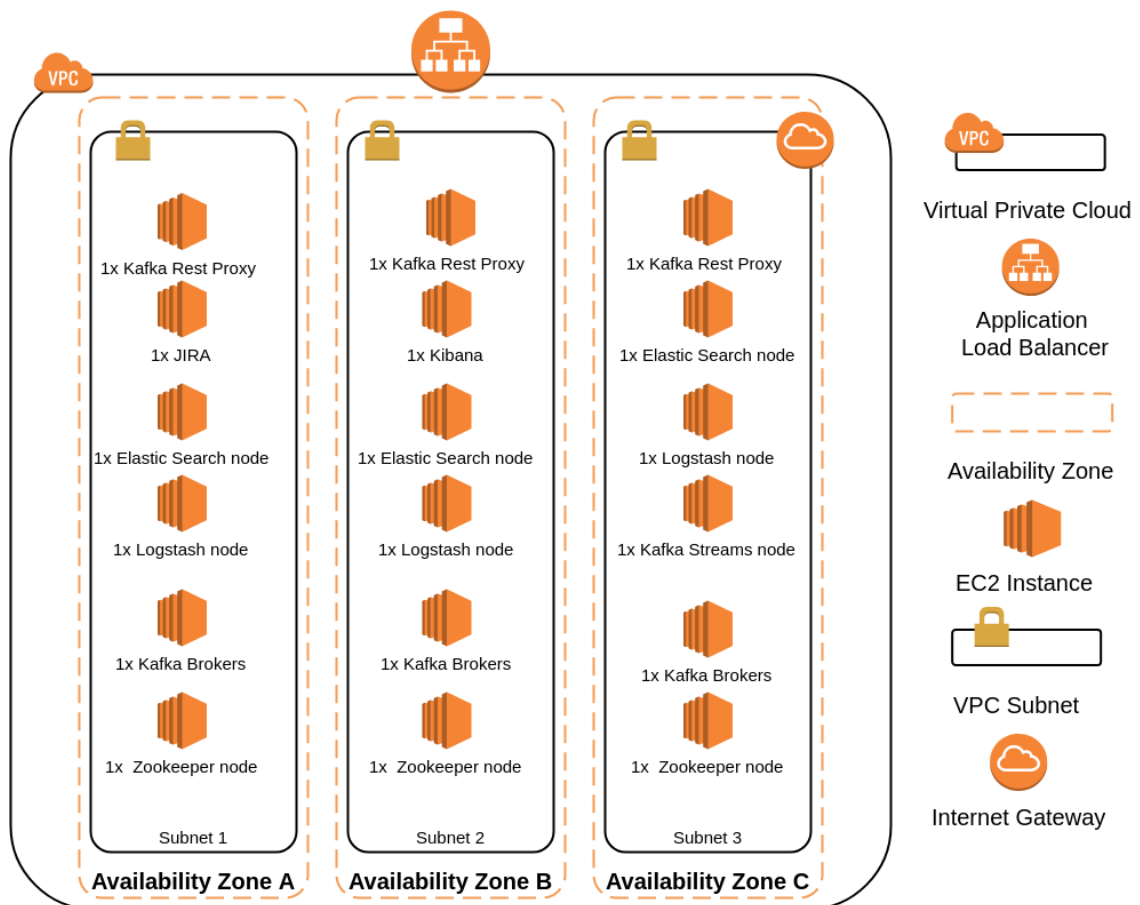 VPC
1x Kafka Rest Proxy
1x JIRA
1x Elastic Search node
1x Logstash node
1x Kafka Brokers
1x Zookeeper node
Subnet 1
Availability Zone A
1x Kafka Rest Proxy
1x Kibana
1x Elastic Search node
1x Logstash node
1x Kafka Brokers
1x Zookeeper node
Subnet 2
Availability Zone B
1x Kafka Rest Proxy
1x Elastic Search node
1x Logstash node
1x Kafka Streams node
1x Kafka Brokers
1x Zookeeper node
Subnet 3
Availability Zone C
VPC
Virtual Private Cloud
Application
Load Balancer
Availability Zone
EC2 Instance
VPC Subnet
Internet Gateway